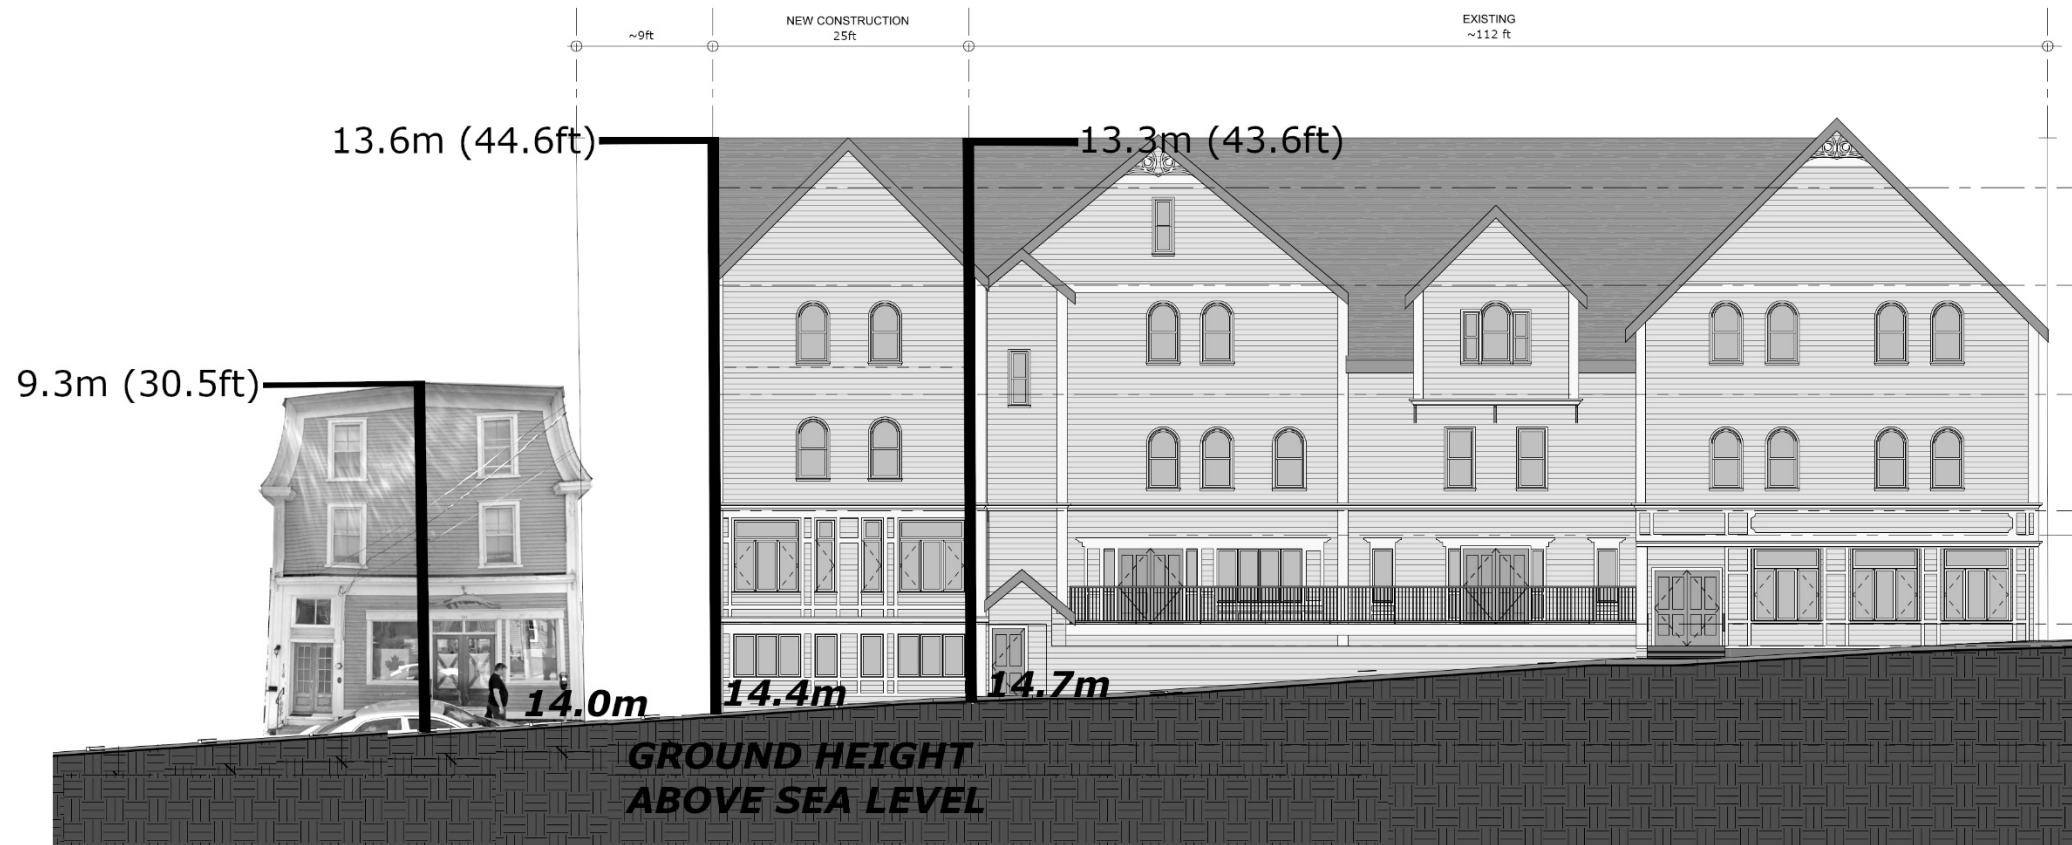 NEW CONSTRUCTION
EXISTING
~9ft
25ft
~112 ft
13.6m (44.6ft)
13.3m (43.6ft)
9.3m (30.5ft)
14.0m
14.4m
14.7m
GROUND HEIGHT
ABOVE SEA LEVEL